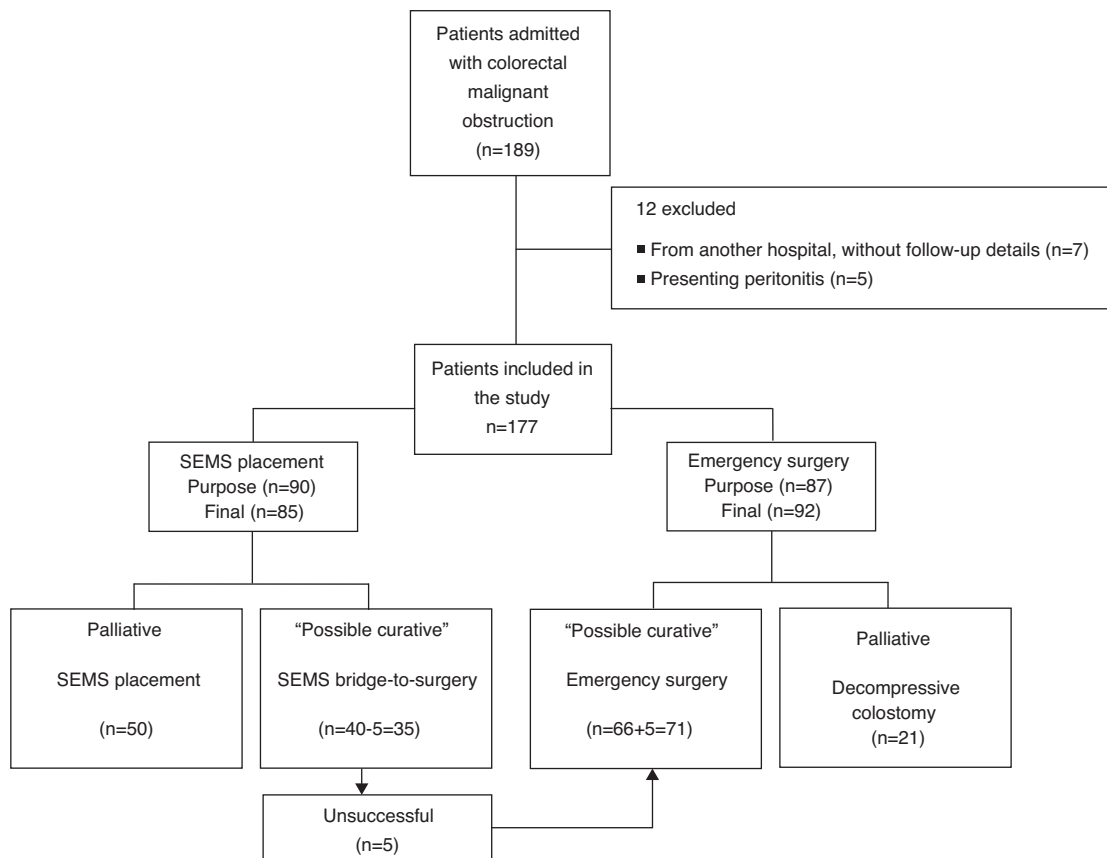 Patients admitted
with colorectal
malignant
obstruction
(n=189)
12 excluded
■ From another hospital, without follow-up details (n=7)
■ Presenting peritonitis (n=5)
Patients included in
the study
n=177
SEMS placement
Purpose (n=90)
Final (n=85)
Emergency surgery
Purpose (n=87)
Final (n=92)
Palliative
SEMS placement
(n=50)
“Possible curative”
SEMS bridge-to-surgery
(n=40-5=35)
“Possible curative”
Emergency surgery
(n=66+5=71)
Palliative
Decompressive
colostomy
(n=21)
Unsuccessful
(n=5)